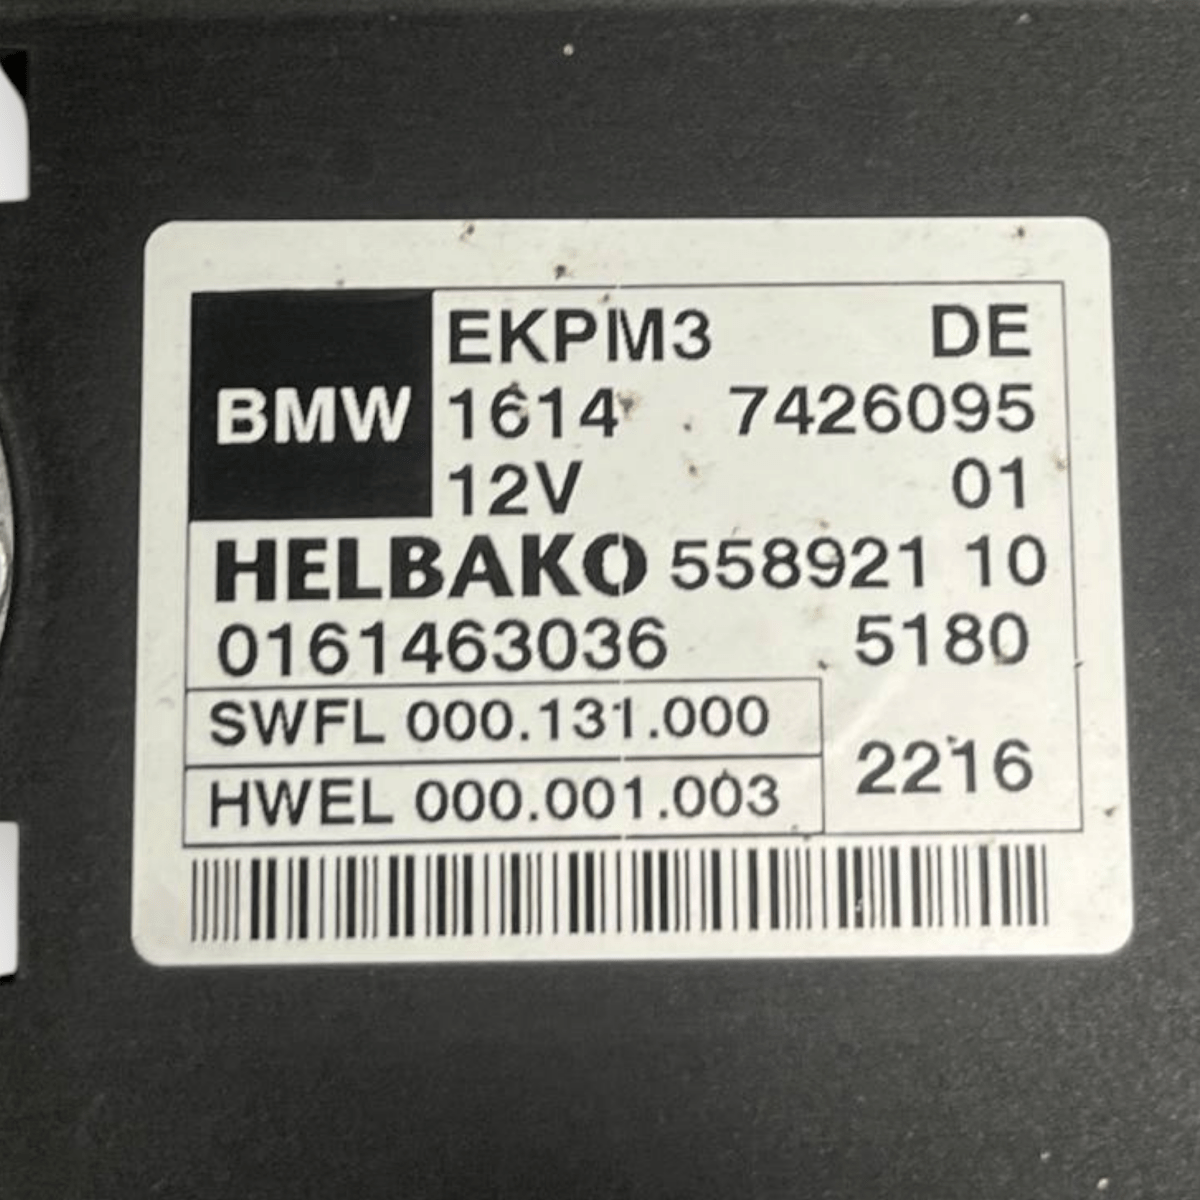 BMW
EKPM3 DE
1614 7426095
12V 01
HELBAKO 558921 10
0161463036 5180
SWFL 000.131.000
HWEL 000.001.003
2216